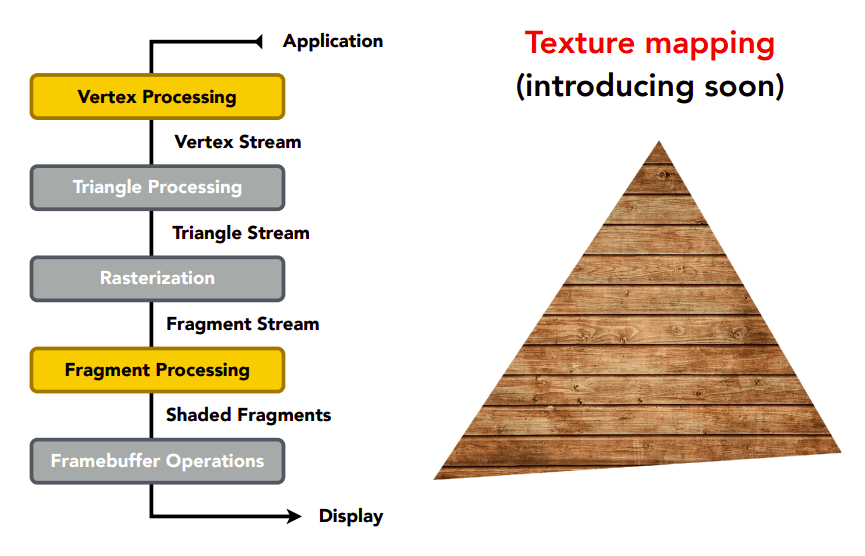 Application
Vertex Processing
Vertex Stream
Triangle Processing
Triangle Stream
Rasterization
Fragment Stream
Fragment Processing
Shaded Fragments
Framebuffer Operations
Display
Texture mapping
(introducing soon)